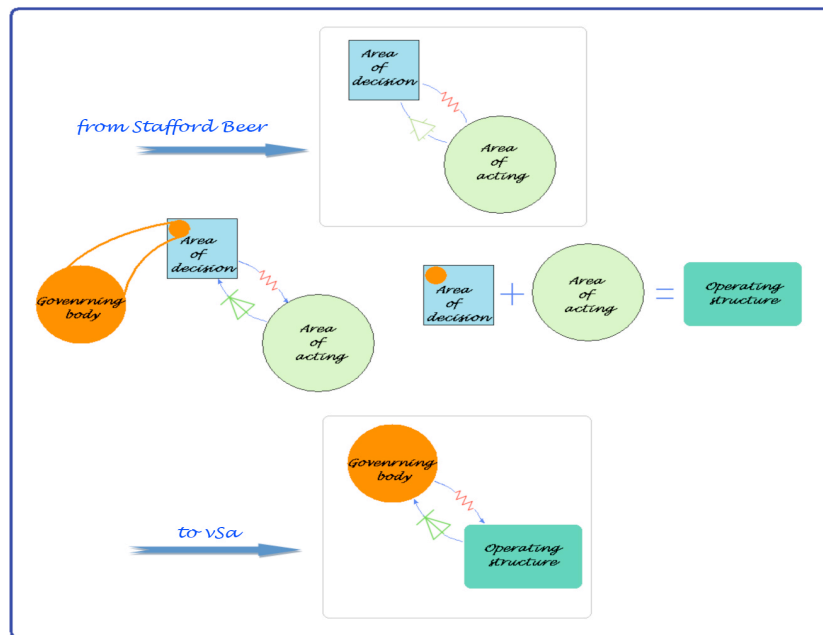 Area
of
decision
from Stafford Beer
Area
of
acting
Area
of
decision
Govenrning
body
Area
of
acting
Area
of
decision
+
Area
of
acting
=
Operating
structure
Govenrning
body
to vSa
Operating
structure